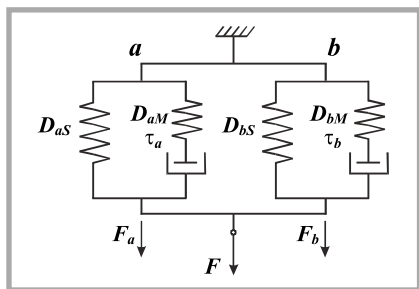 a b
D_aS D_aM D_bS D_bM
τ_a τ_b
F_a F F_b